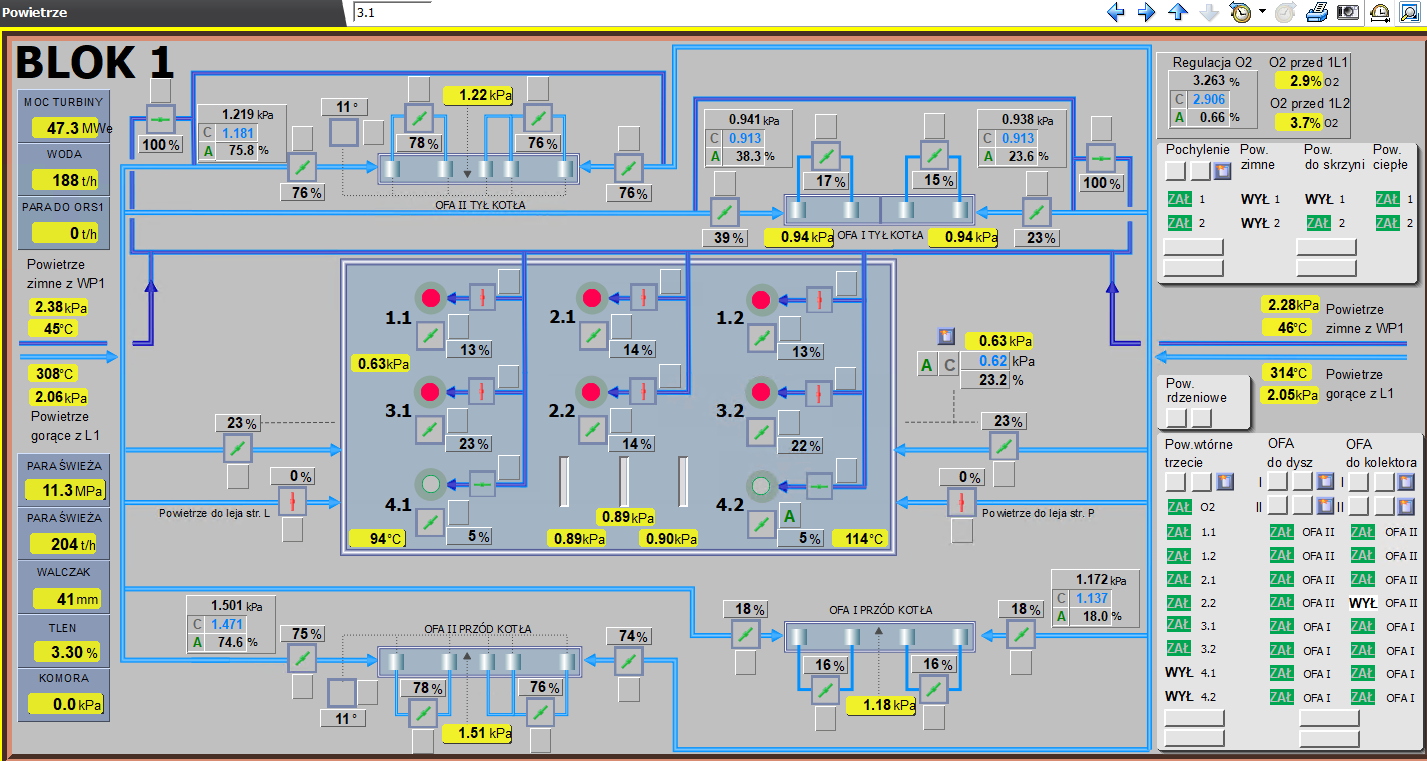 Powietrze
3.1
BLOK 1
MOC TURBINY
47.3 MWe
WODA
188 t/h
PARA DO ORS1
0 t/h
Powietrze
zimne z WP1
2.38 kPa
45°C
308°C
2.06 kPa
Powietrze
gorące z L1
PARA ŚWIEŻA
11.3 MPa
PARA ŚWIEŻA
204 t/h
WALCZAK
41 mm
TLEN
3.30 %
KOMORA
0.0 kPa
100 %
1.219 kPa
C 1.181
A 75.8 %
76 %
11 °
78 %
1.22 kPa
76 %
76 %
OFA II TYŁ KOTŁA
0.941 kPa
C 0.913
A 38.3 %
39 %
17 %
15 %
0.938 kPa
C 0.913
A 23.6 %
100 %
23 %
0.94 kPa
OFA I TYŁ KOTŁA
0.94 kPa
1.1
13 %
2.1
14 %
1.2
13 %
0.63 kPa
3.1
23 %
2.2
14 %
3.2
22 %
4.1
5 %
4.2
A
5 %
0.89 kPa
0.89 kPa
0.90 kPa
94 °C
114 °C
23 %
0 %
Powietrze do leja str. L
0.63 kPa
A C 0.62 kPa
23.2 %
23 %
0 %
Powietrze do leja str. P
1.501 kPa
C 1.471
A 74.6 %
75 %
OFA II PRZÓD KOTŁA
74 %
11 °
78 %
76 %
1.51 kPa
18 %
OFA I PRZÓD KOTŁA
18 %
1.172 kPa
C 1.137
A 18.0 %
16 %
16 %
1.18 kPa
Regulacja O2
3.263 %
C 2.906
A 0.66 %
O2 przed 1L1
2.9 % O2
O2 przed 1L2
3.7 % O2
Pochylenie
Pow. zimne
Pow. do skrzyni
Pow. ciepłe
ZAŁ 1 WYŁ 1 WYŁ 1 ZAŁ 1
ZAŁ 2 WYŁ 2 ZAŁ 2 ZAŁ 2
2.28 kPa
46°C
Powietrze
zimne z WP1
314°C
2.05 kPa
Powietrze
gorące z L1
Pow.
rdzeniowe
Pow.wtórne
trzecie
OFA
do dysz
OFA
do kolektora
I I
II II
ZAŁ O2
ZAŁ 1.1 ZAŁ OFA II ZAŁ OFA II
ZAŁ 1.2 ZAŁ OFA II ZAŁ OFA II
ZAŁ 2.1 ZAŁ OFA II ZAŁ OFA II
ZAŁ 2.2 ZAŁ OFA II WYŁ OFA II
ZAŁ 3.1 ZAŁ OFA I ZAŁ OFA I
ZAŁ 3.2 ZAŁ OFA I ZAŁ OFA I
WYŁ 4.1 ZAŁ OFA I ZAŁ OFA I
WYŁ 4.2 ZAŁ OFA I ZAŁ OFA I